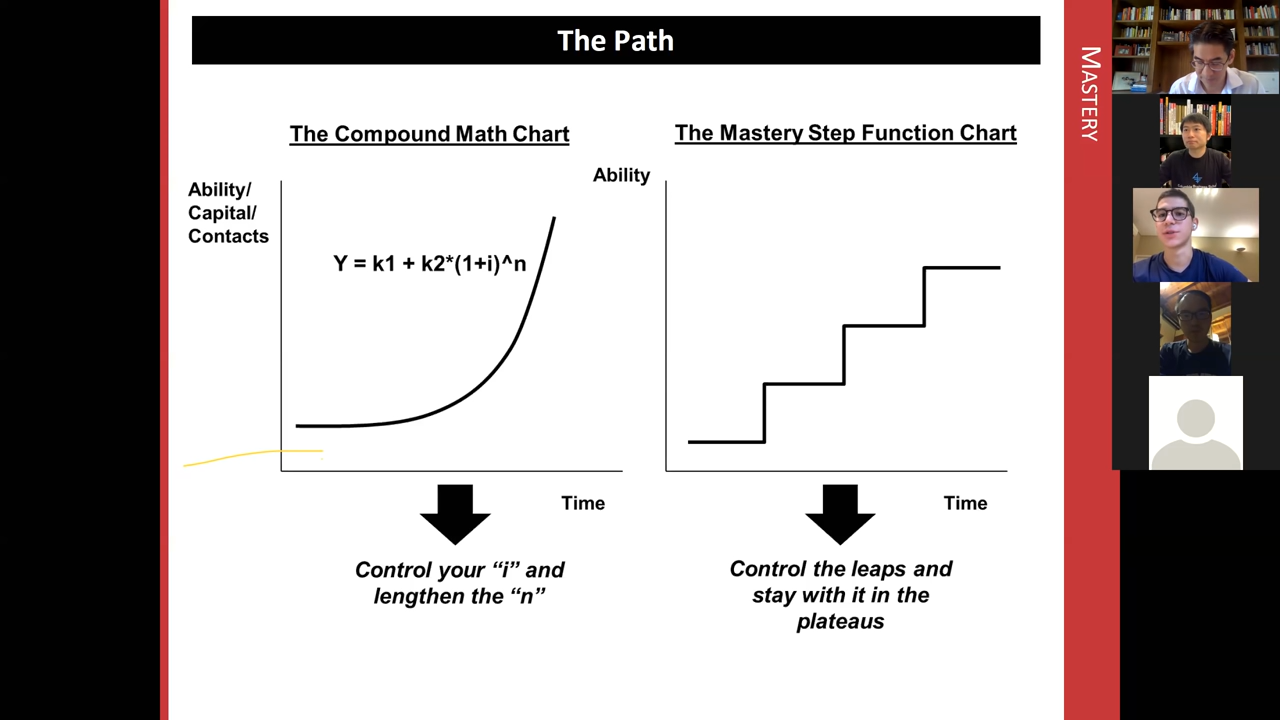 The Path
MASTERY
The Compound Math Chart
The Mastery Step Function Chart
Ability/
Capital/
Contacts
Y = k1 + k2*(1+i)^n
Time
Ability
Time
Control your “i” and
lengthen the “n”
Control the leaps and
stay with it in the
plateaus